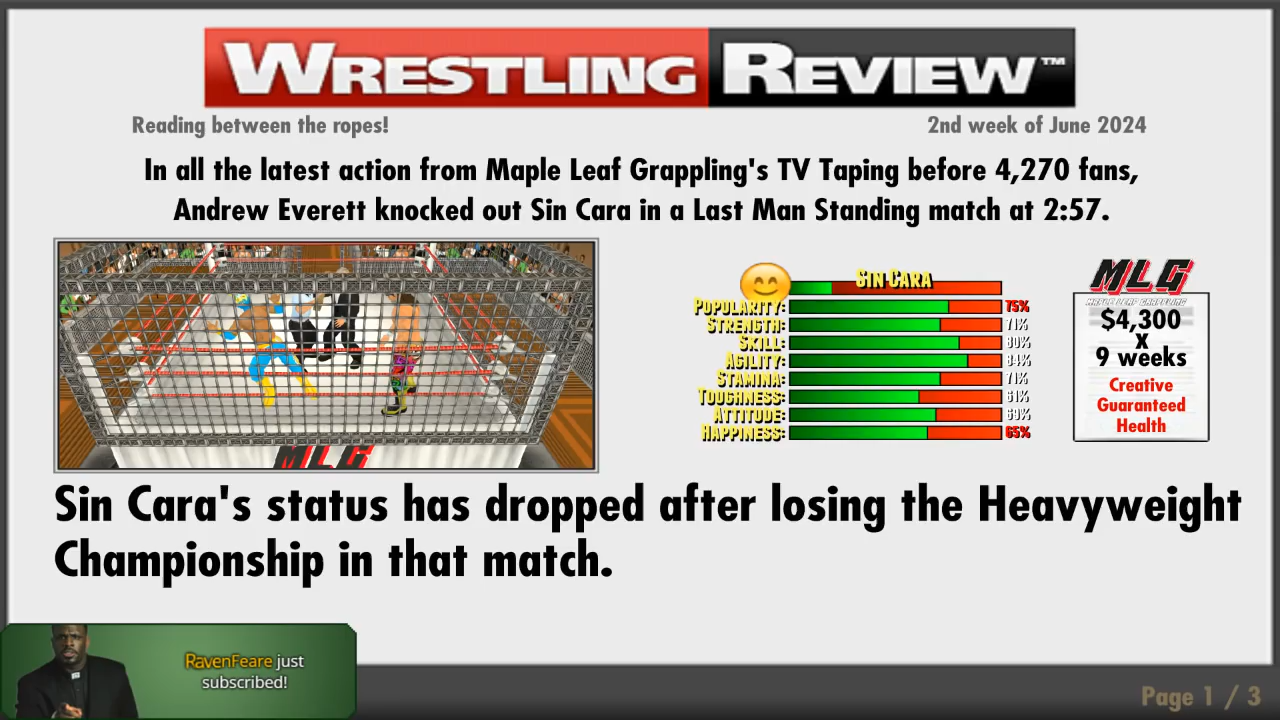 WRESTLING REVIEW™
Reading between the ropes!
2nd week of June 2024
In all the latest action from Maple Leaf Grappling's TV Taping before 4,270 fans,
Andrew Everett knocked out Sin Cara in a Last Man Standing match at 2:57.
MLG
SIN CARA
POPULARITY: 75%
STRENGTH: 71%
SKILL: 80%
AGILITY: 84%
STAMINA: 71%
TOUGHNESS: 61%
ATTITUDE: 69%
HAPPINESS: 65%
MLG
MAPLE LEAF GRAPPLING
$4,300
X
9 weeks
Creative
Guaranteed
Health
Sin Cara's status has dropped after losing the Heavyweight
Championship in that match.
RavenFeare just
subscribed!
Page 1 / 3